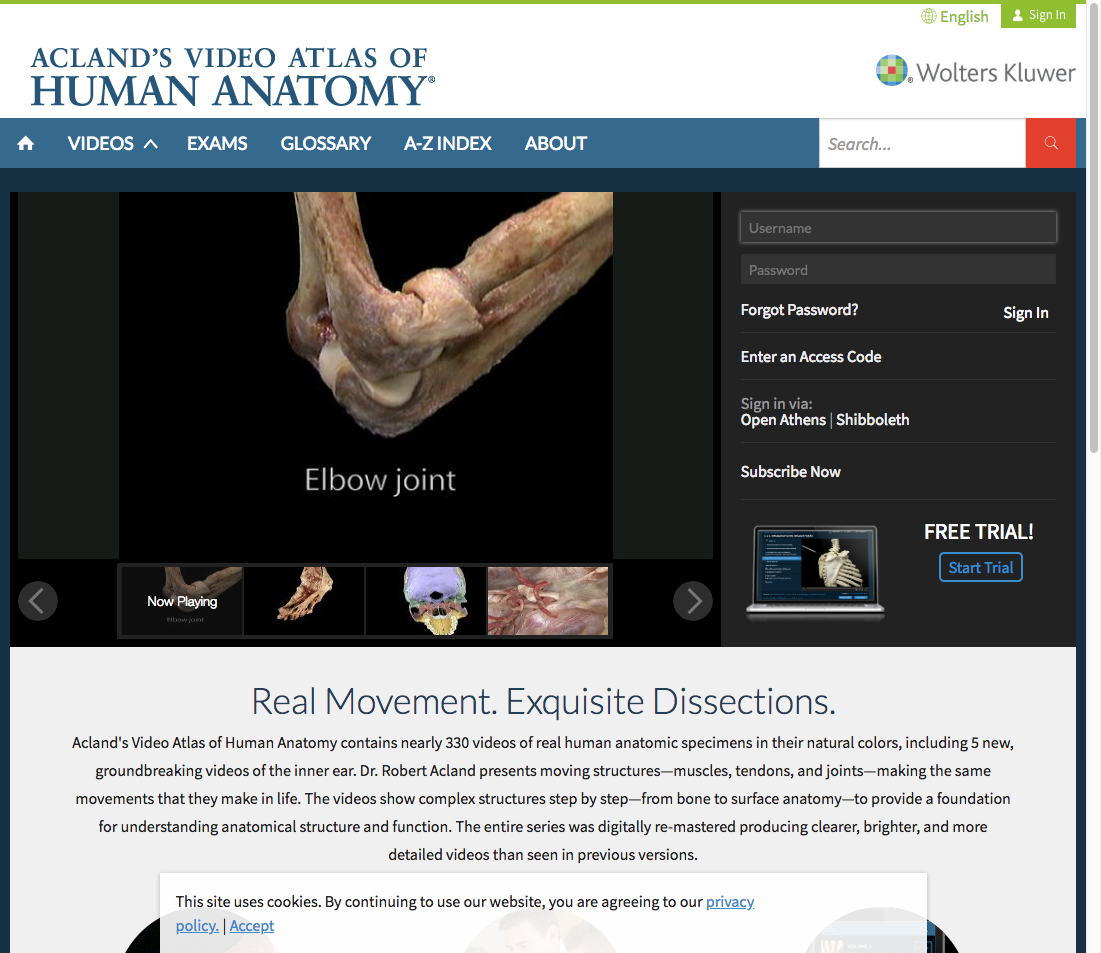 English
Sign In
ACLAND'S VIDEO ATLAS OF
HUMAN ANATOMY®
Wolters Kluwer
VIDEOS
EXAMS
GLOSSARY
A-Z INDEX
ABOUT
Search...
Elbow joint
Now Playing
Elbow joint
Username
Password
Forgot Password?
Sign In
Enter an Access Code
Sign in via:
Open Athens | Shibboleth
Subscribe Now
FREE TRIAL!
Start Trial
Real Movement. Exquisite Dissections.
Acland's Video Atlas of Human Anatomy contains nearly 330 videos of real human anatomic specimens in their natural colors, including 5 new,
groundbreaking videos of the inner ear. Dr. Robert Acland presents moving structures—muscles, tendons, and joints—making the same
movements that they make in life. The videos show complex structures step by step—from bone to surface anatomy—to provide a foundation
for understanding anatomical structure and function. The entire series was digitally re-mastered producing clearer, brighter, and more
detailed videos than seen in previous versions.
This site uses cookies. By continuing to use our website, you are agreeing to our privacy
policy. | Accept